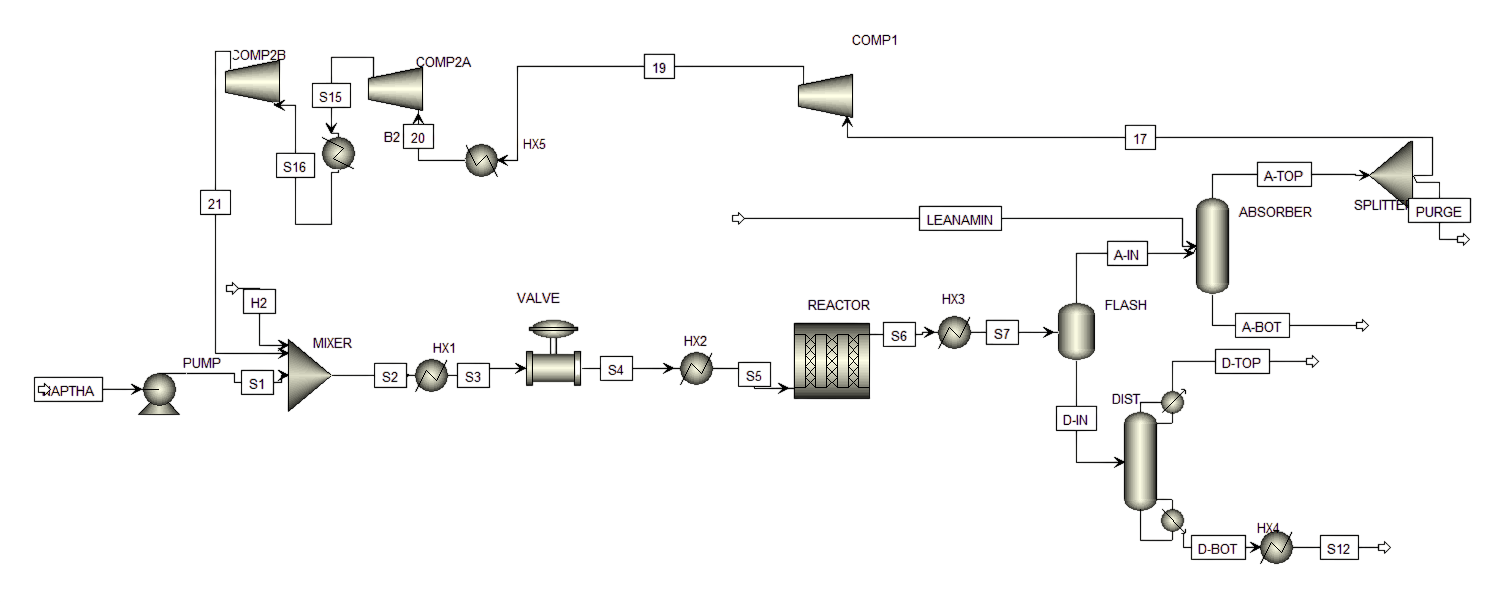 COMP1
COMP2B
COMP2A
19
S15
B2
20
HX5
17
S16
A-TOP
21
LEANAMIN
ABSORBER
PURGE
A-IN
H2
VALVE
REACTOR
HX3
FLASH
A-BOT
MIXER
HX1
HX2
S6
S7
PUMP
S1
S2
S3
S4
S5
D-TOP
DIST
D-IN
HX4
D-BOT
S12